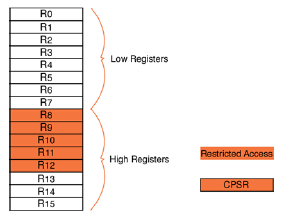 R0
R1
R2
R3
R4
R5
R6
R7
R8
R9
R10
R11
R12
R13
R14
R15
Low Registers
High Registers
Restricted Access
CPSR